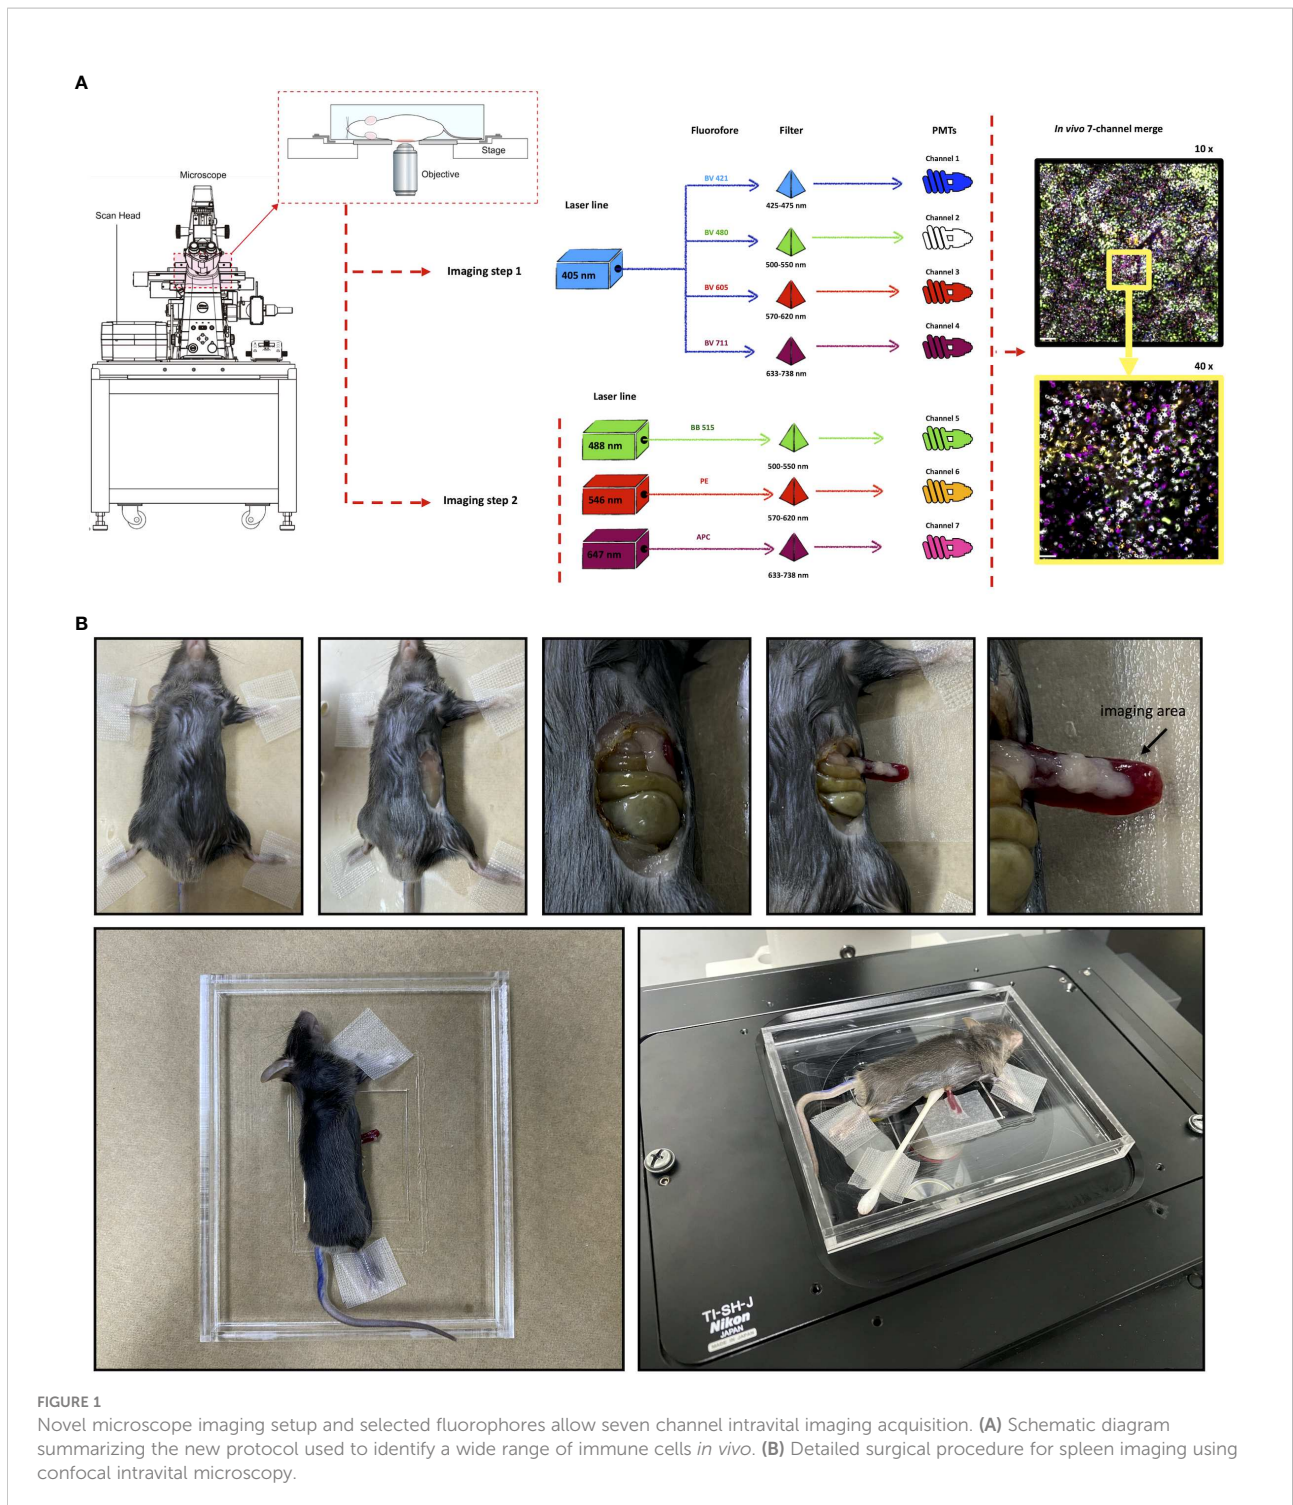 A
Microscope
Scan Head
Stage
Objective
Imaging step 1
Imaging step 2
Laser line
405 nm
Fluorofore
Filter
PMTs
BV 421
425-475 nm
Channel 1
BV 480
500-550 nm
Channel 2
BV 605
570-620 nm
Channel 3
BV 711
633-738 nm
Channel 4
Laser line
488 nm
BB 515
500-550 nm
Channel 5
546 nm
PE
570-620 nm
Channel 6
647 nm
APC
633-738 nm
Channel 7
In vivo 7-channel merge
10 x
40 x
B
imaging area
TI-SH-J
Nikon
JAPAN
MADE IN JAPAN
FIGURE 1
Novel microscope imaging setup and selected fluorophores allow seven channel intravital imaging acquisition. (A) Schematic diagram
summarizing the new protocol used to identify a wide range of immune cells in vivo. (B) Detailed surgical procedure for spleen imaging using
confocal intravital microscopy.